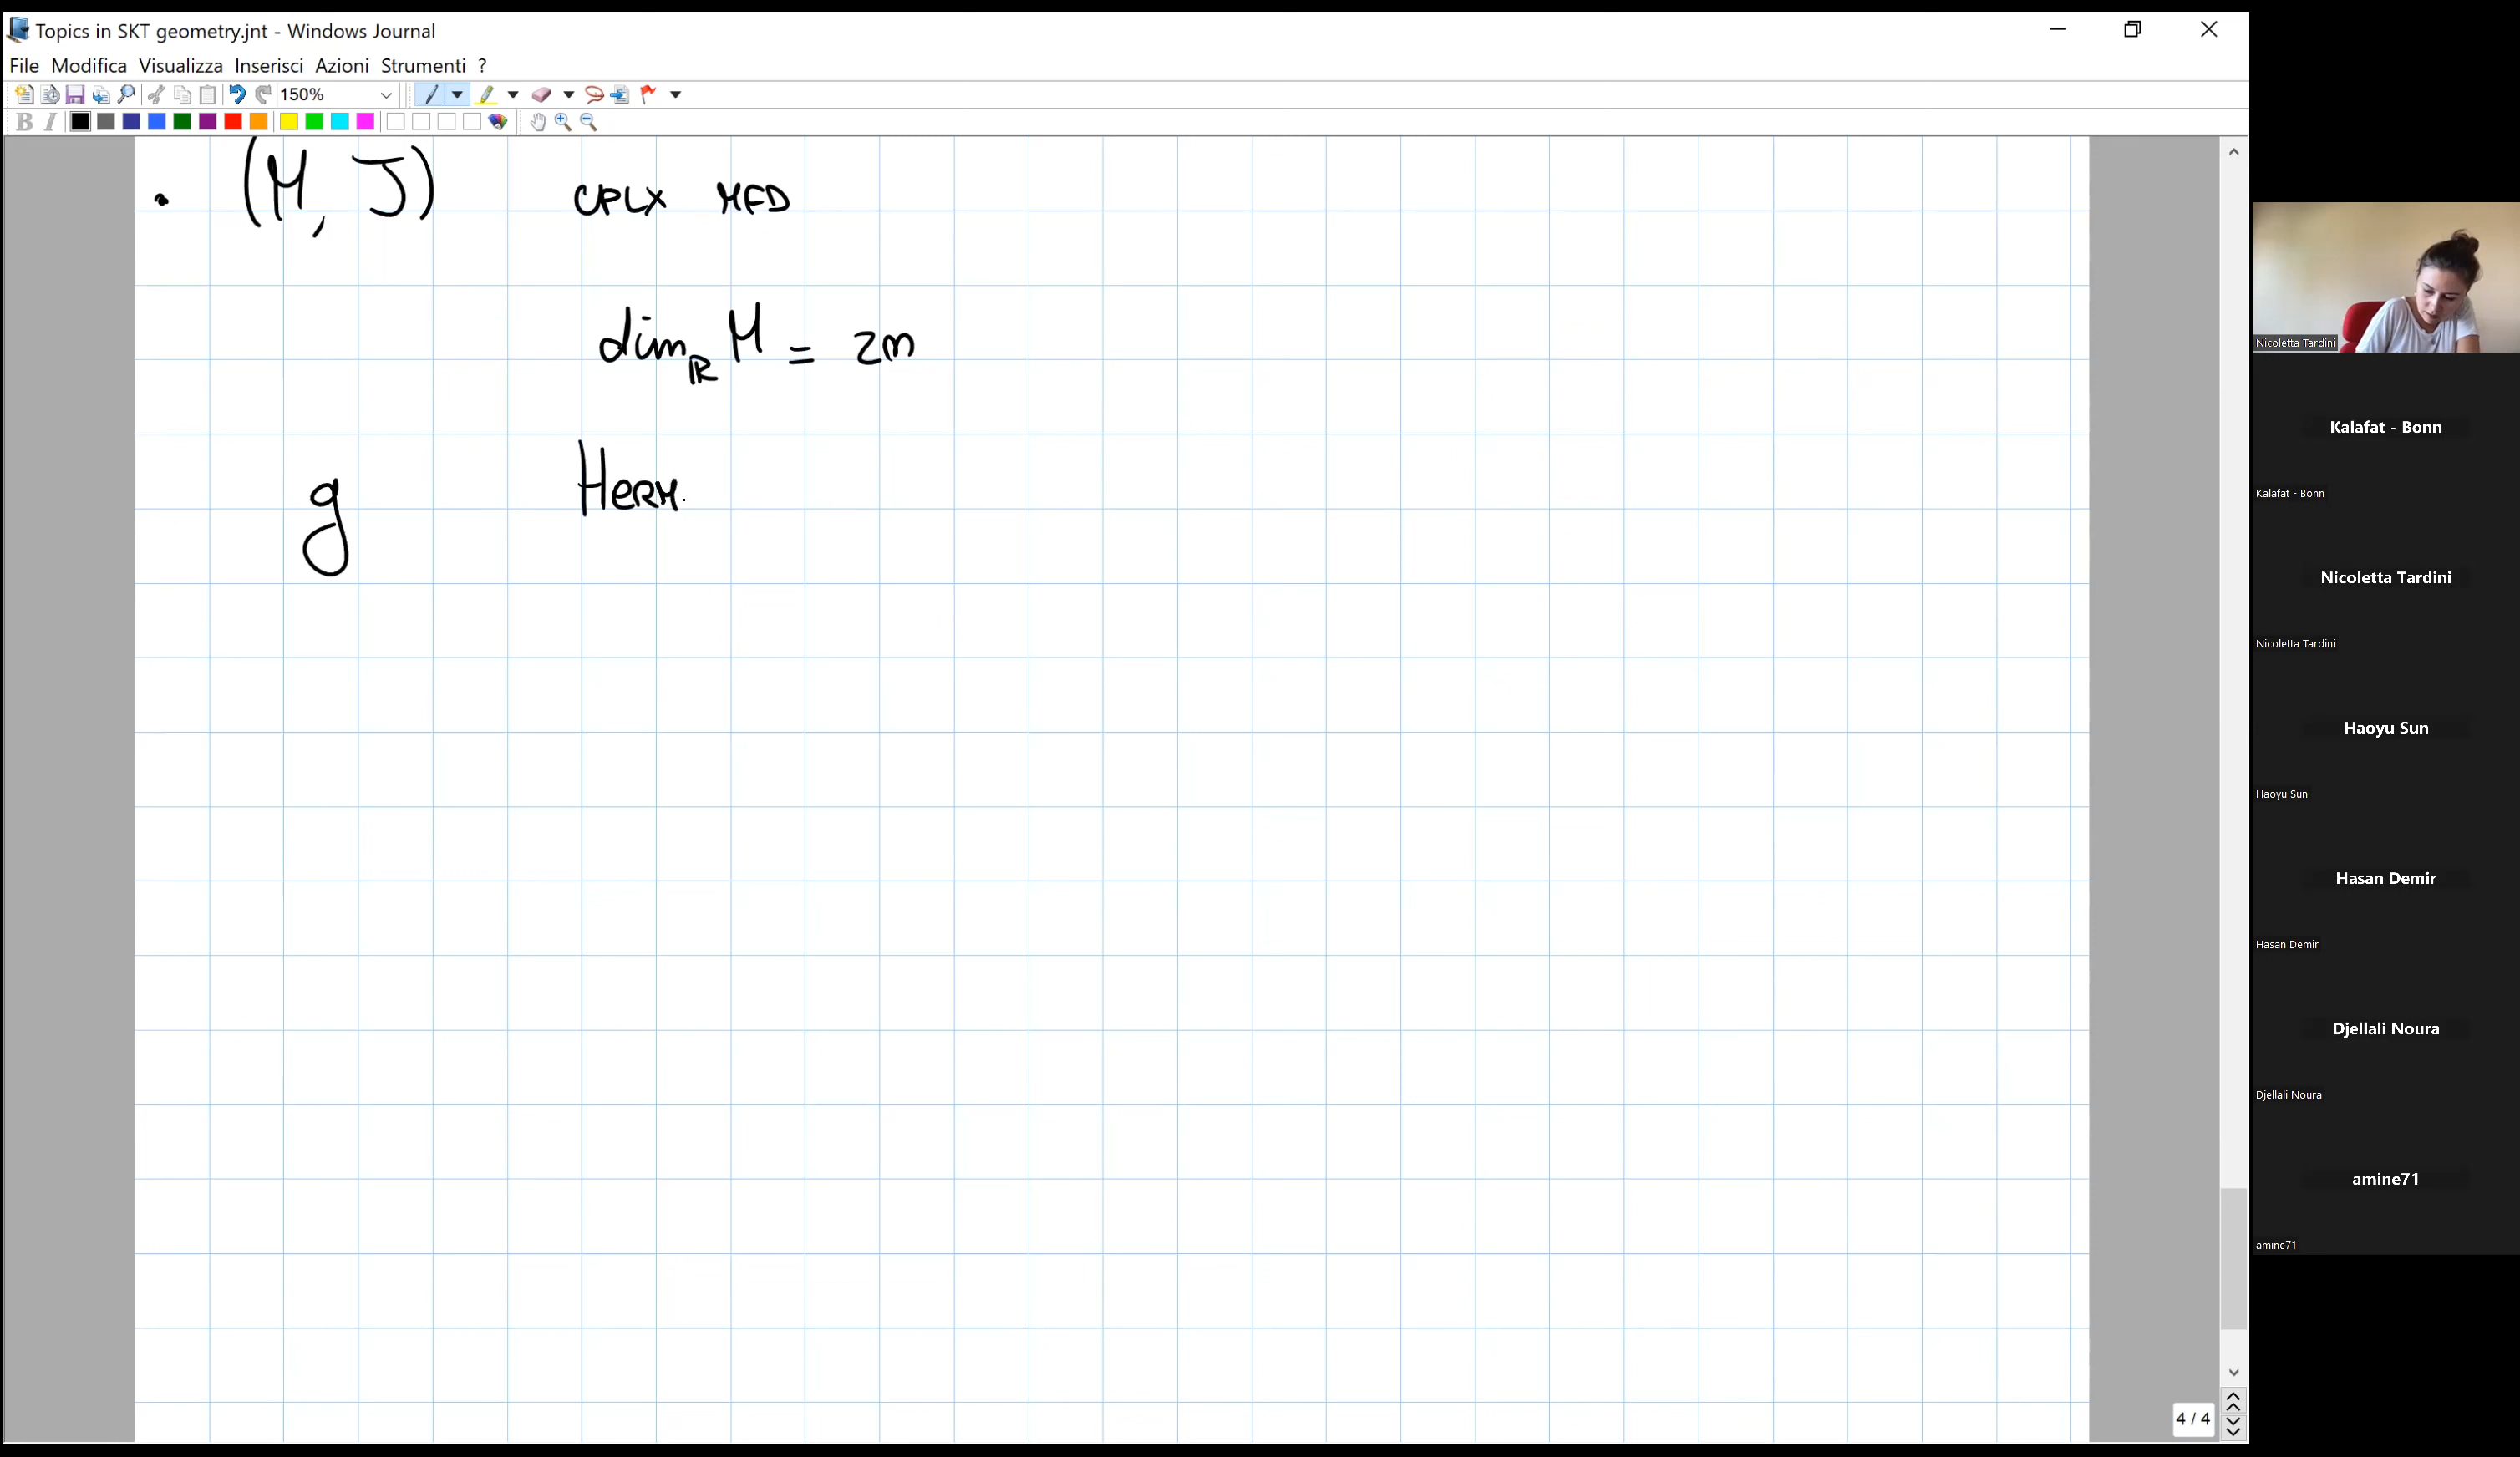 Topics in SKT geometry.jnt - Windows Journal
File Modifica Visualizza Inserisci Azioni Strumenti ?
150%
B I
• (M, J) CPLX MFD
dim_R M = 2n
g HERM.
4 / 4
Nicoletta Tardini
Kalafat - Bonn
Kalafat - Bonn
Nicoletta Tardini
Nicoletta Tardini
Haoyu Sun
Haoyu Sun
Hasan Demir
Hasan Demir
Djellali Noura
Djellali Noura
amine71
amine71